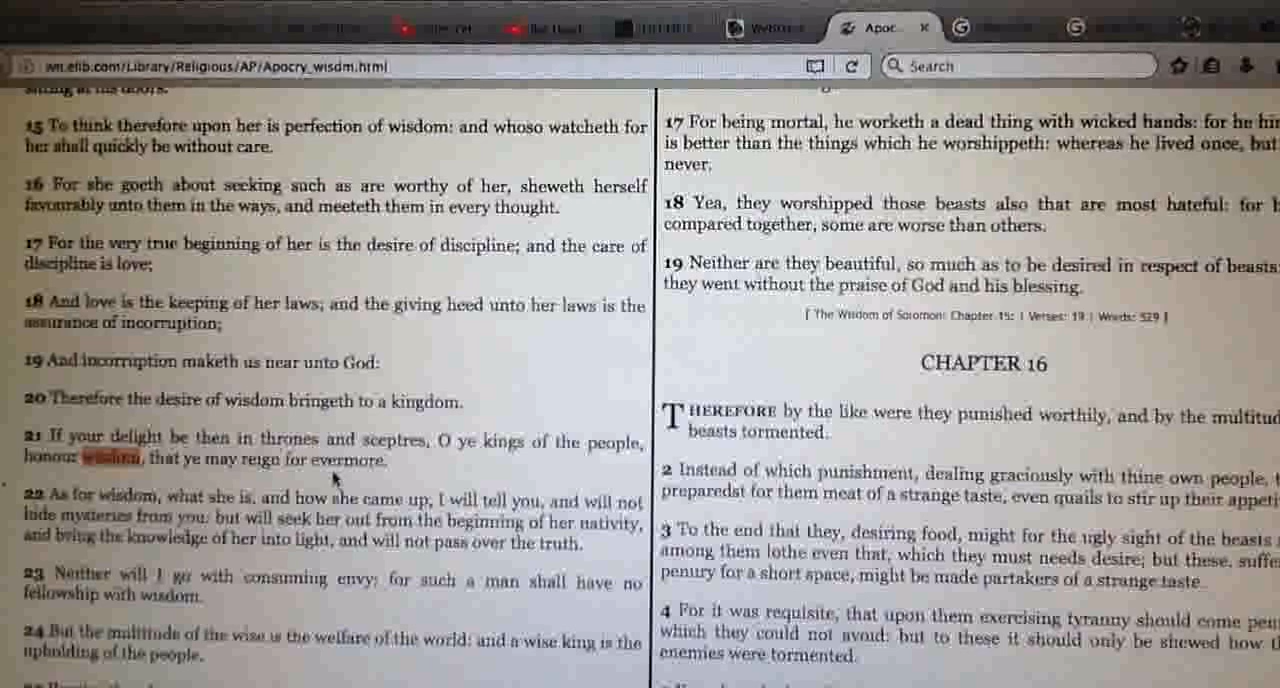 Apoc...
wn.elib.com/Library/Religious/AP/Apocry_wisdm.html
Search
sitting at his doors.
15 To think therefore upon her is perfection of wisdom: and whoso watcheth for
her shall quickly be without care.
16 For she goeth about seeking such as are worthy of her, sheweth herself
favourably unto them in the ways, and meeteth them in every thought.
17 For the very true beginning of her is the desire of discipline; and the care of
discipline is love;
18 And love is the keeping of her laws; and the giving heed unto her laws is the
assurance of incorruption;
19 And incorruption maketh us near unto God:
20 Therefore the desire of wisdom bringeth to a kingdom.
21 If your delight be then in thrones and sceptres, O ye kings of the people,
honour wisdom, that ye may reign for evermore.
22 As for wisdom, what she is, and how she came up, I will tell you, and will not
hide mysteries from you: but will seek her out from the beginning of her nativity,
and bring the knowledge of her into light, and will not pass over the truth.
23 Neither will I go with consuming envy; for such a man shall have no
fellowship with wisdom.
24 But the multitude of the wise is the welfare of the world: and a wise king is the
upholding of the people.
17 For being mortal, he worketh a dead thing with wicked hands: for he
is better than the things which he worshippeth: whereas he lived once, but
never.
18 Yea, they worshipped those beasts also that are most hateful: for
compared together, some are worse than others.
19 Neither are they beautiful, so much as to be desired in respect of beasts:
they went without the praise of God and his blessing.
[ The Wisdom of Solomon: Chapter 15: | Verses: 19 | Words: 529 ]
CHAPTER 16
THEREFORE by the like were they punished worthily, and by the multitud
beasts tormented.
2 Instead of which punishment, dealing graciously with thine own people,
preparedst for them meat of a strange taste, even quails to stir up their appeti
3 To the end that they, desiring food, might for the ugly sight of the beasts
among them lothe even that, which they must needs desire; but these, suffe
penury for a short space, might be made partakers of a strange taste.
4 For it was requisite, that upon them exercising tyranny should come pen
which they could not avoid: but to these it should only be shewed how
enemies were tormented.